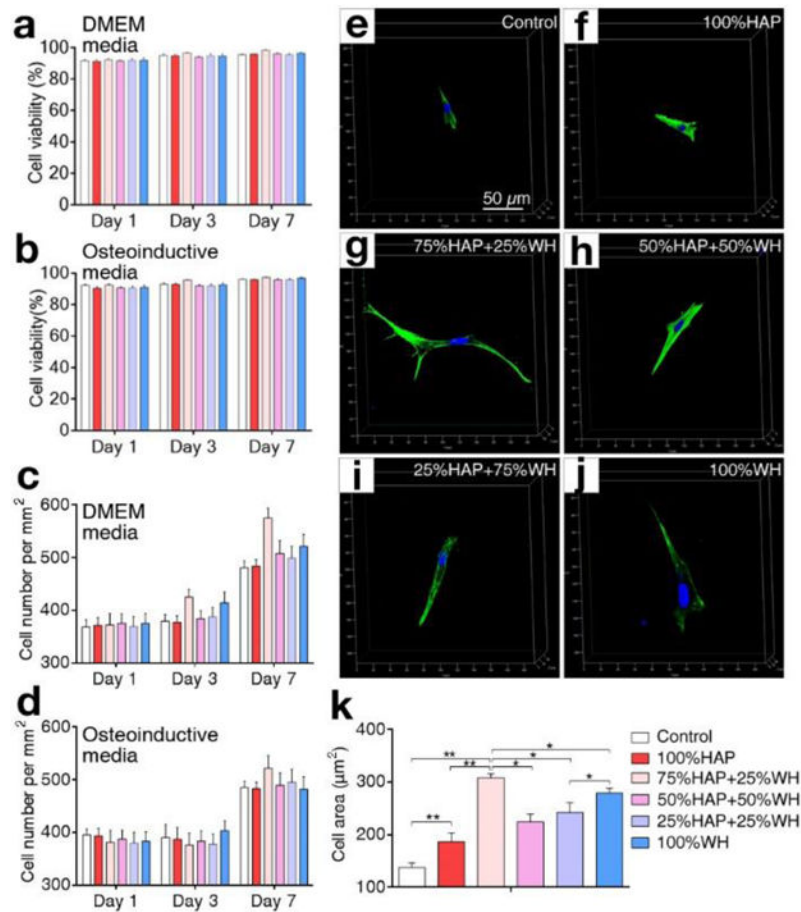 a
DMEM
media
Cell viability (%)
100
80
60
40
20
0
Day 1
Day 3
Day 7
b
Osteoinductive
media
Cell viability(%)
100
80
60
40
20
0
Day 1
Day 3
Day 7
c
DMEM
media
Cell number per mm²
600
500
400
300
Day 1
Day 3
Day 7
d
Osteoinductive
media
Cell number per mm²
600
500
400
300
Day 1
Day 3
Day 7
e
Control
50 µm
f
100%HAP
g
75%HAP+25%WH
h
50%HAP+50%WH
i
25%HAP+75%WH
j
100%WH
k
Cell area (µm²)
400
300
200
100
**
**
**
*
*
*
*
Control
100%HAP
75%HAP+25%WH
50%HAP+50%WH
25%HAP+25%WH
100%WH